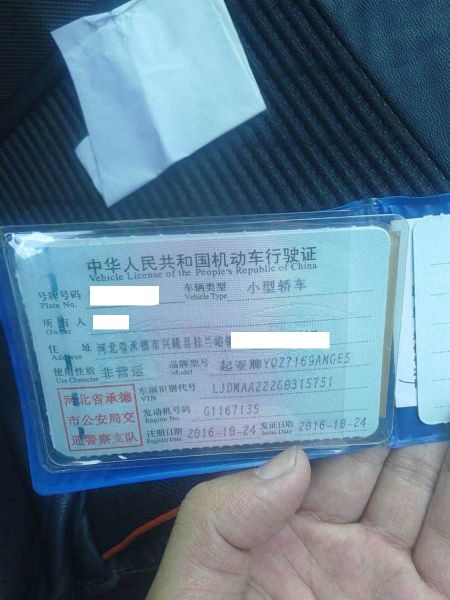 中华人民共和国机动车行驶证
Vehicle License of the People's Republic of China
号牌号码 车辆类型 小型轿车
Plate No. Vehicle Type
所有人
Owner
住址 河北省承德市兴隆县挂兰峪镇
使用性质 非营运 品牌型号 起亚牌YQZ7169AMGE5
Use Character Model
河北省承德 车辆识别代号 LJDMAA222G0315751
VIN
市公安局交 发动机号码 G1167135
Engine No.
通警察支队 注册日期 2016-10-24 发证日期 2016-10-24
Register Date Issue Date